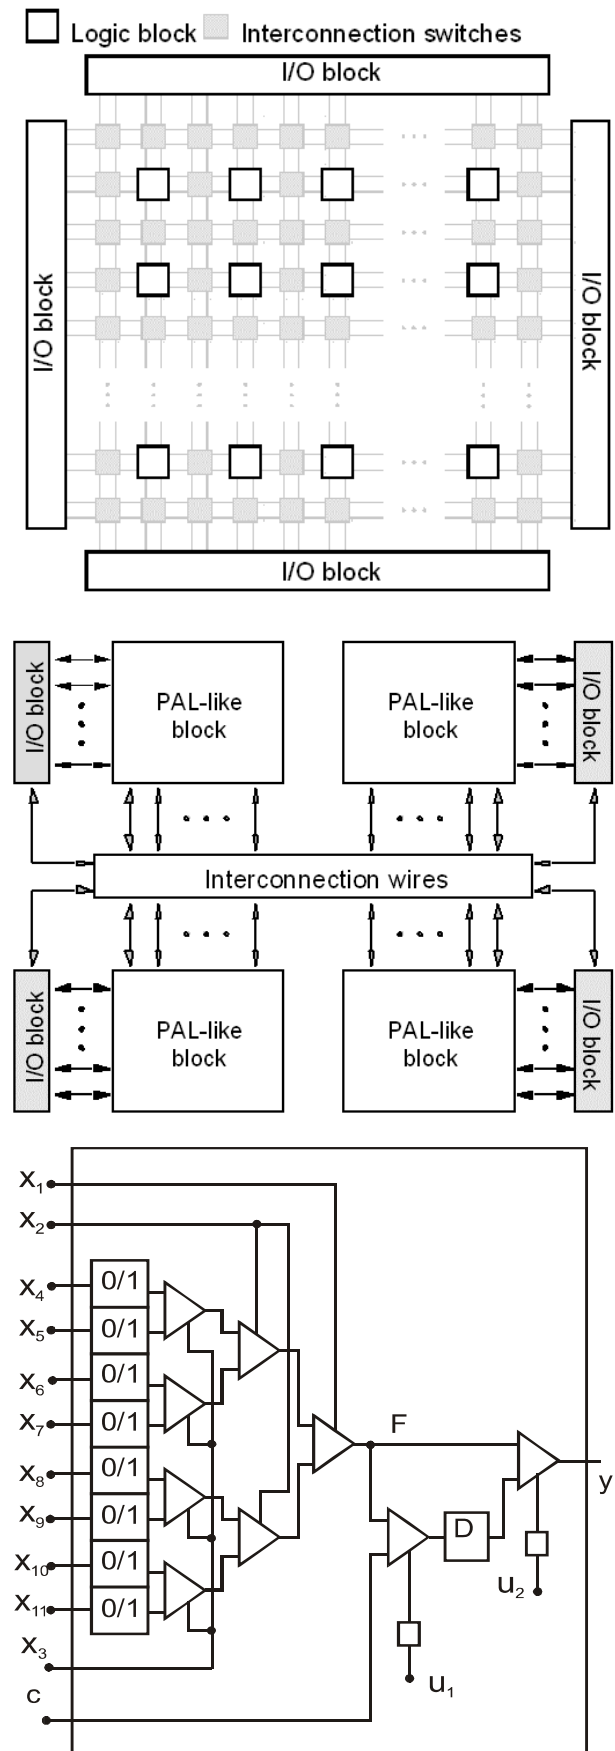 Logic block Interconnection switches
I/O block
I/O block
I/O block
I/O block
PAL-like
block
PAL-like
block
I/O block
I/O block
Interconnection wires
PAL-like
block
PAL-like
block
I/O block
I/O block
x₁
x₂
x₄ 0/1
x₅ 0/1
x₆ 0/1
x₇ 0/1
F
x₈ 0/1
y
x₉ 0/1
D
x₁₀ 0/1
u₂
x₁₁ 0/1
x₃
u₁
c